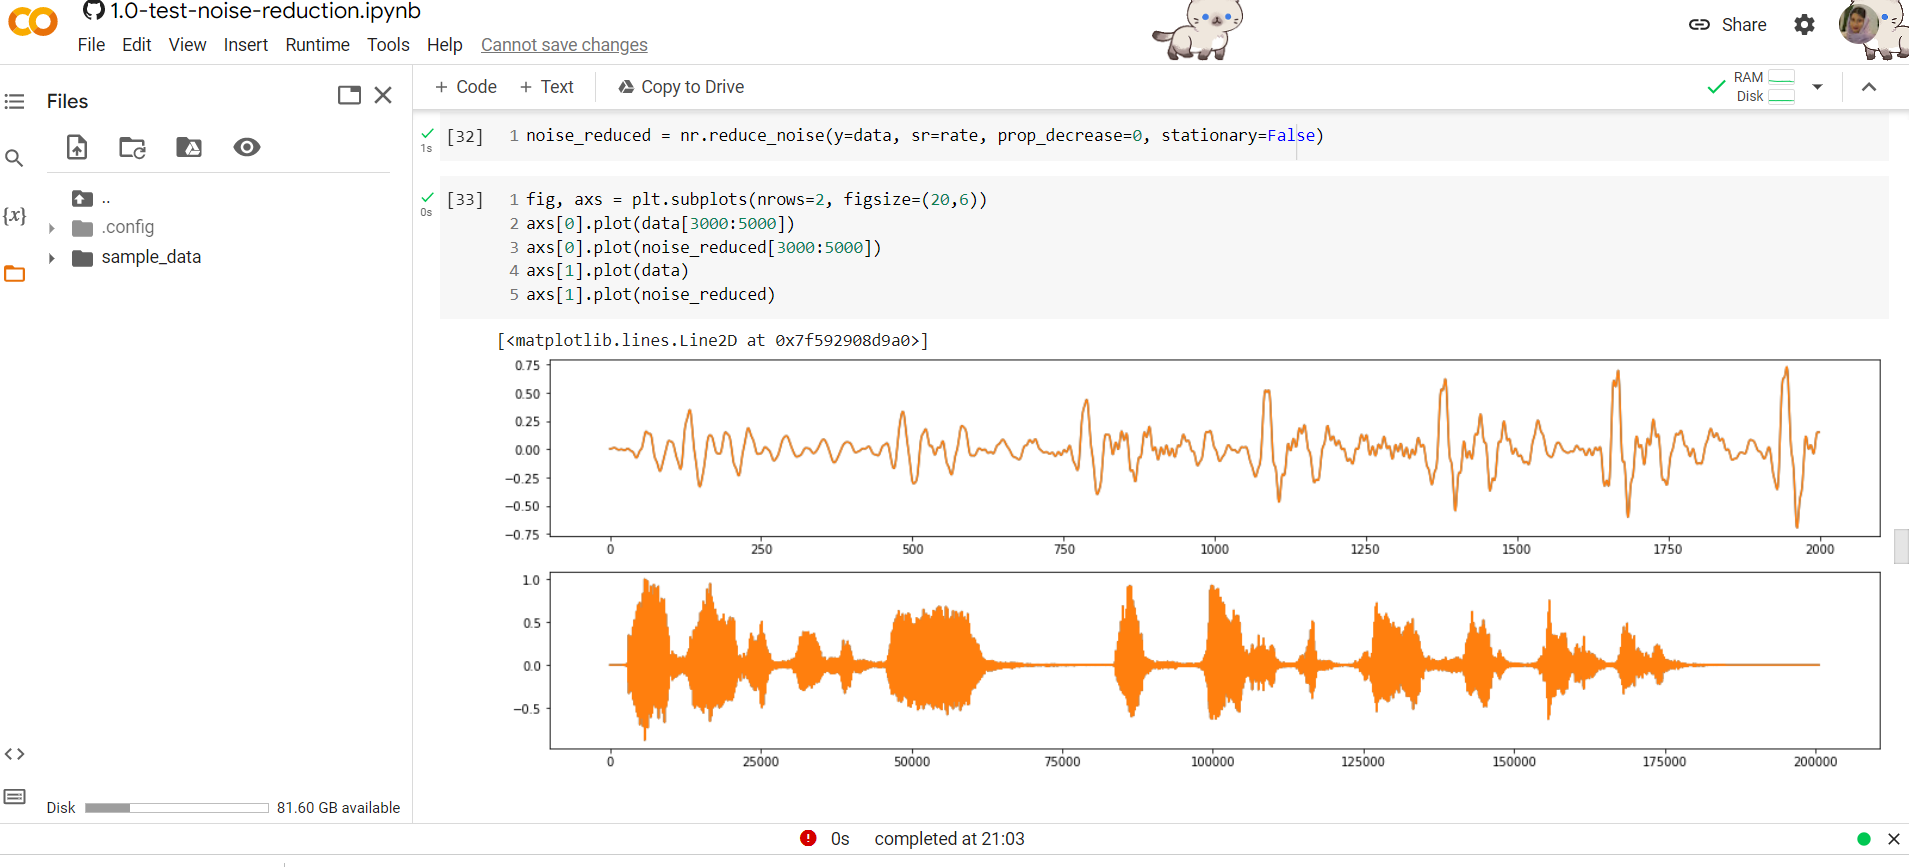 1.0-test-noise-reduction.ipynb
File Edit View Insert Runtime Tools Help Cannot save changes
Share
Files
+ Code + Text Copy to Drive
RAM
Disk
..
.config
sample_data
{x}
[32] 1 noise_reduced = nr.reduce_noise(y=data, sr=rate, prop_decrease=0, stationary=False)
1s
[33] 1 fig, axs = plt.subplots(nrows=2, figsize=(20,6))
0s
2 axs[0].plot(data[3000:5000])
3 axs[0].plot(noise_reduced[3000:5000])
4 axs[1].plot(data)
5 axs[1].plot(noise_reduced)
[<matplotlib.lines.Line2D at 0x7f592908d9a0>]
0.75
0.50
0.25
0.00
−0.25
−0.50
−0.75
0 250 500 750 1000 1250 1500 1750 2000
1.0
0.5
0.0
−0.5
0 25000 50000 75000 100000 125000 150000 175000 200000
Disk 81.60 GB available
0s completed at 21:03